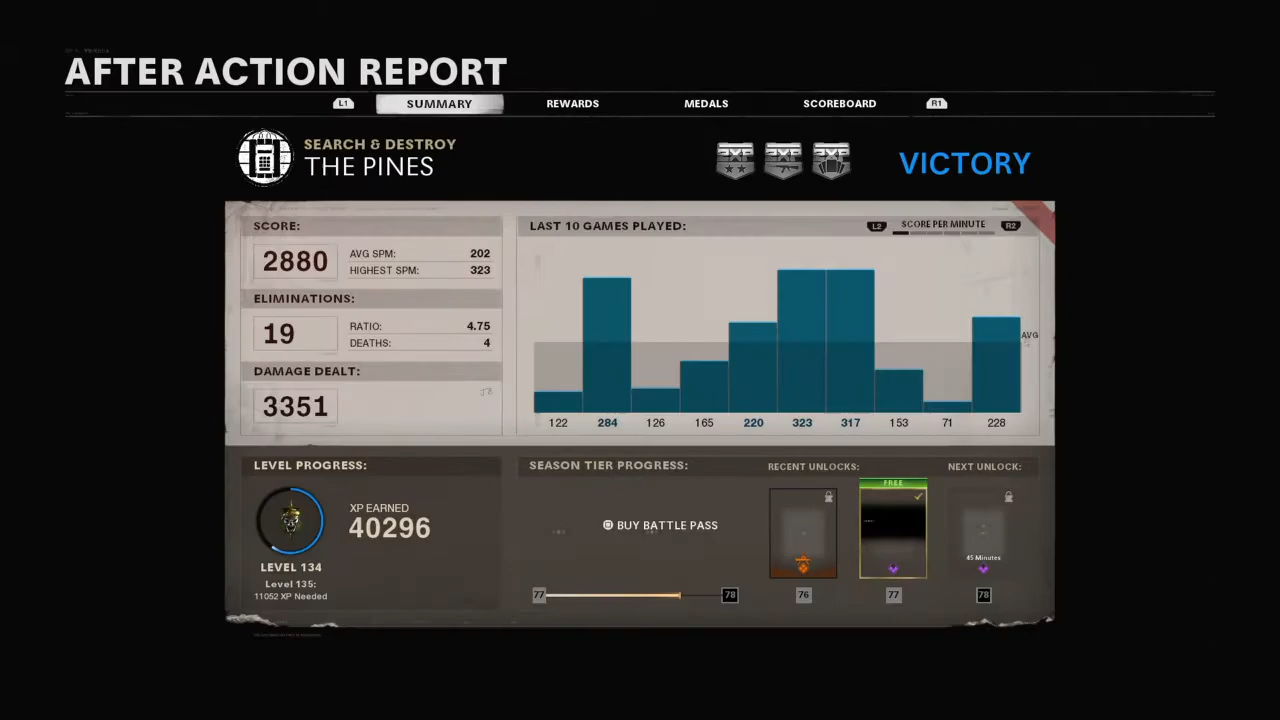 AFTER ACTION REPORT
L1 SUMMARY REWARDS MEDALS SCOREBOARD R1
SEARCH & DESTROY
THE PINES
2XP 2XP 2XP
VICTORY
SCORE:
2880
AVG SPM: 202
HIGHEST SPM: 323
ELIMINATIONS:
19
RATIO: 4.75
DEATHS: 4
DAMAGE DEALT:
3351
LAST 10 GAMES PLAYED:
L2 SCORE PER MINUTE R2
AVG
122 284 126 165 220 323 317 153 71 228
LEVEL PROGRESS:
XP EARNED
40296
LEVEL 134
Level 135:
11052 XP Needed
SEASON TIER PROGRESS:
BUY BATTLE PASS
77 78
RECENT UNLOCKS:
FREE
76 77
NEXT UNLOCK:
45 Minutes
78